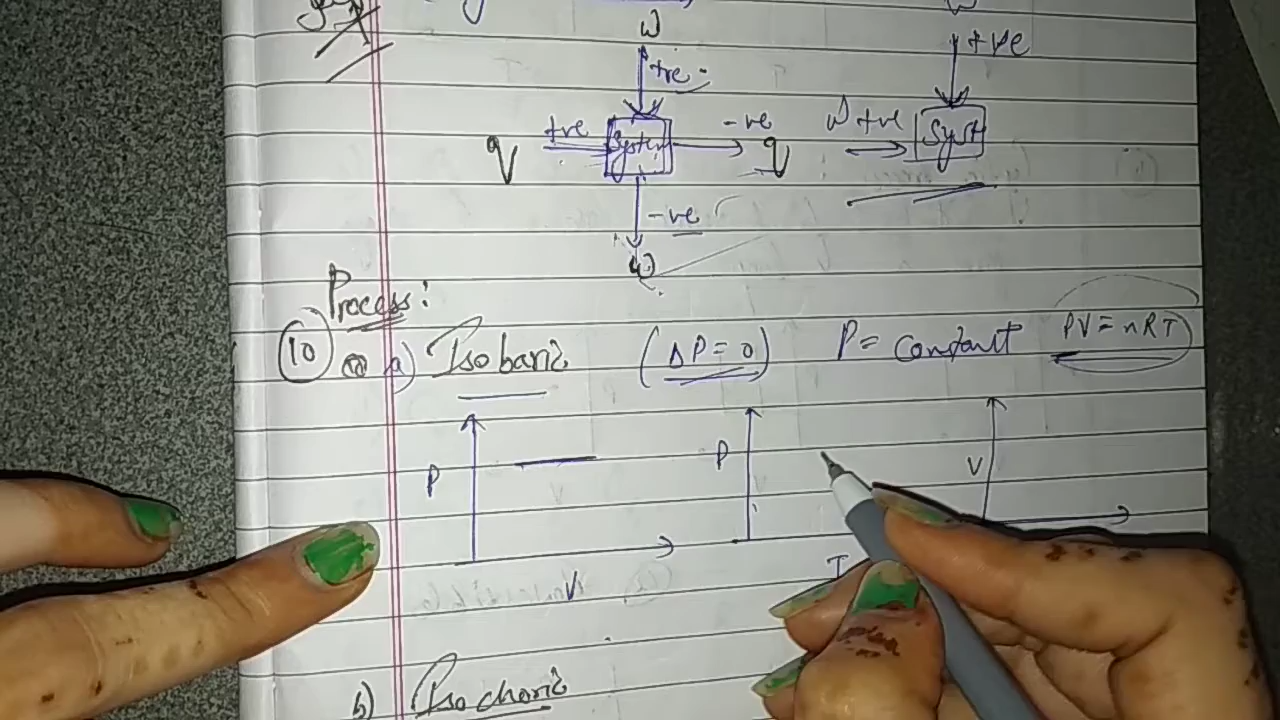 W
+ve
+ve
+ve -ve W +ve Syst
q System q
-ve
W
Process:
10 a) Isobaric (ΔP = 0) P = Constant PV = nRT
P P V
V T
b) Isochoric